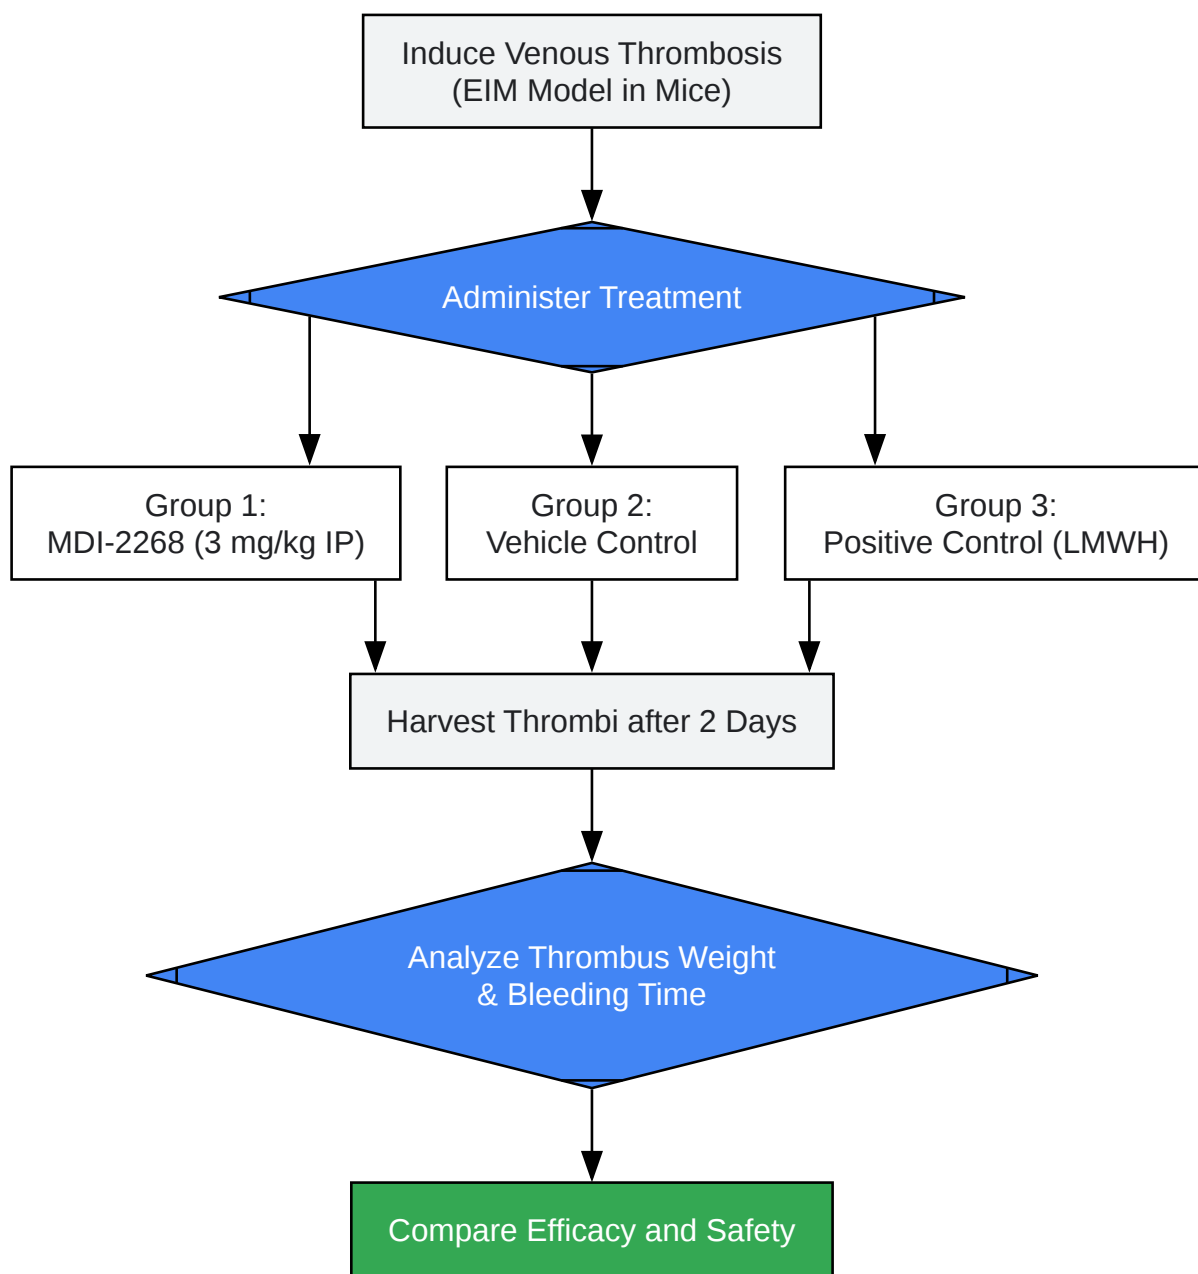 Induce Venous Thrombosis
(EIM Model in Mice)
Administer Treatment
Group 1:
MDI-2268 (3 mg/kg IP)
Group 2:
Vehicle Control
Group 3:
Positive Control (LMWH)
Harvest Thrombi after 2 Days
Analyze Thrombus Weight
& Bleeding Time
Compare Efficacy and Safety